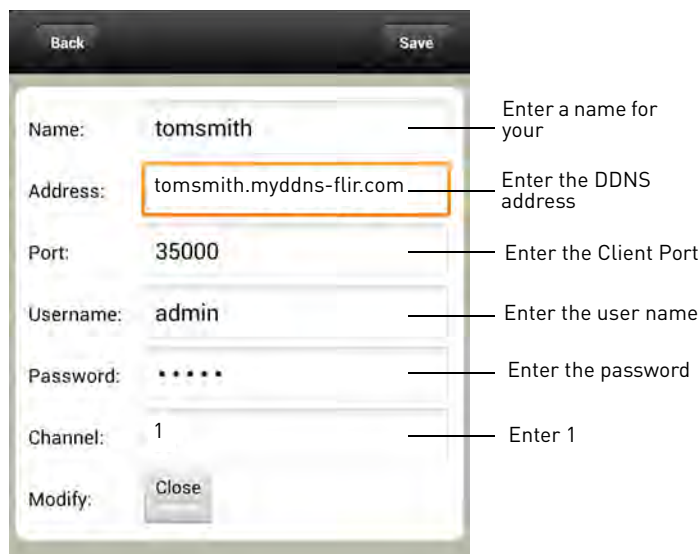 Back Save
Name: tomsmith Enter a name for
your
Address: tomsmith.myddns-flir.com Enter the DDNS
address
Port: 35000 Enter the Client Port
Username: admin Enter the user name
Password: ••••• Enter the password
Channel: 1 Enter 1
Modify: Close